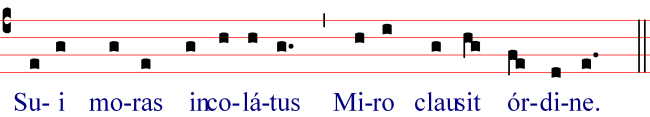 Su- i mo-ras inco-lá-tus Mi-ro clausit ór-di-ne.